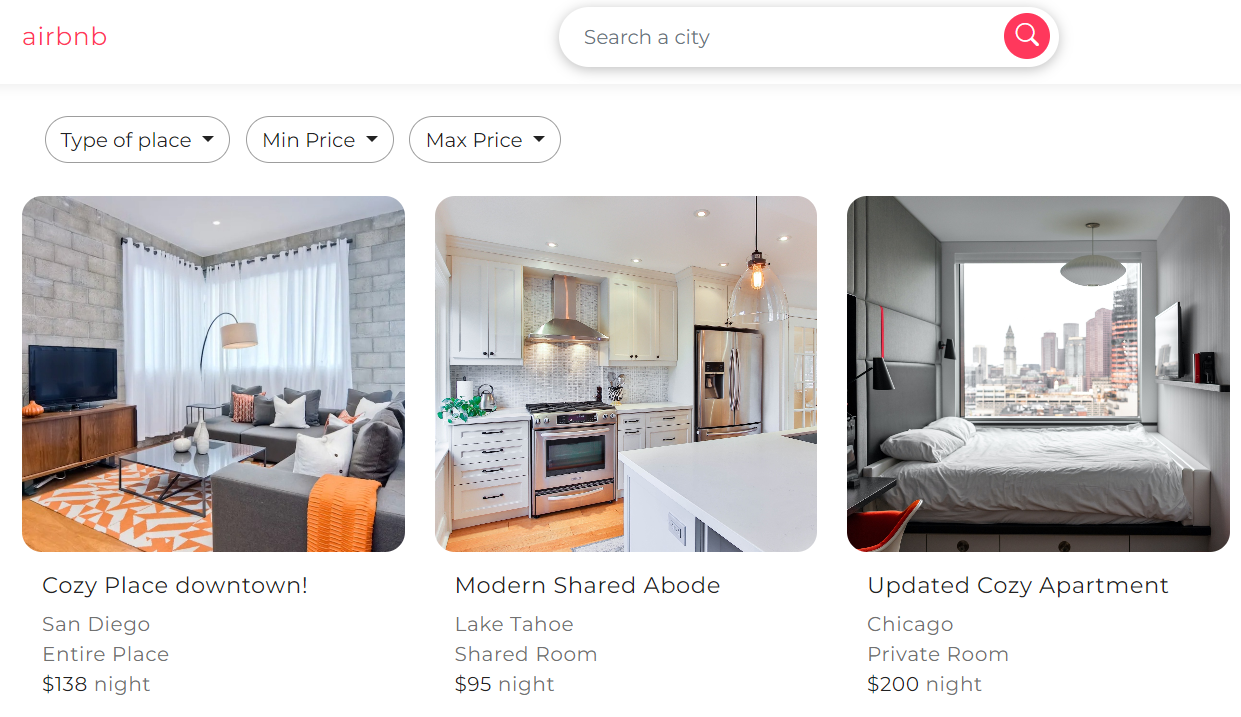 airbnb
Search a city
Type of place
Min Price
Max Price
Cozy Place downtown!
San Diego
Entire Place
$138 night
Modern Shared Abode
Lake Tahoe
Shared Room
$95 night
Updated Cozy Apartment
Chicago
Private Room
$200 night